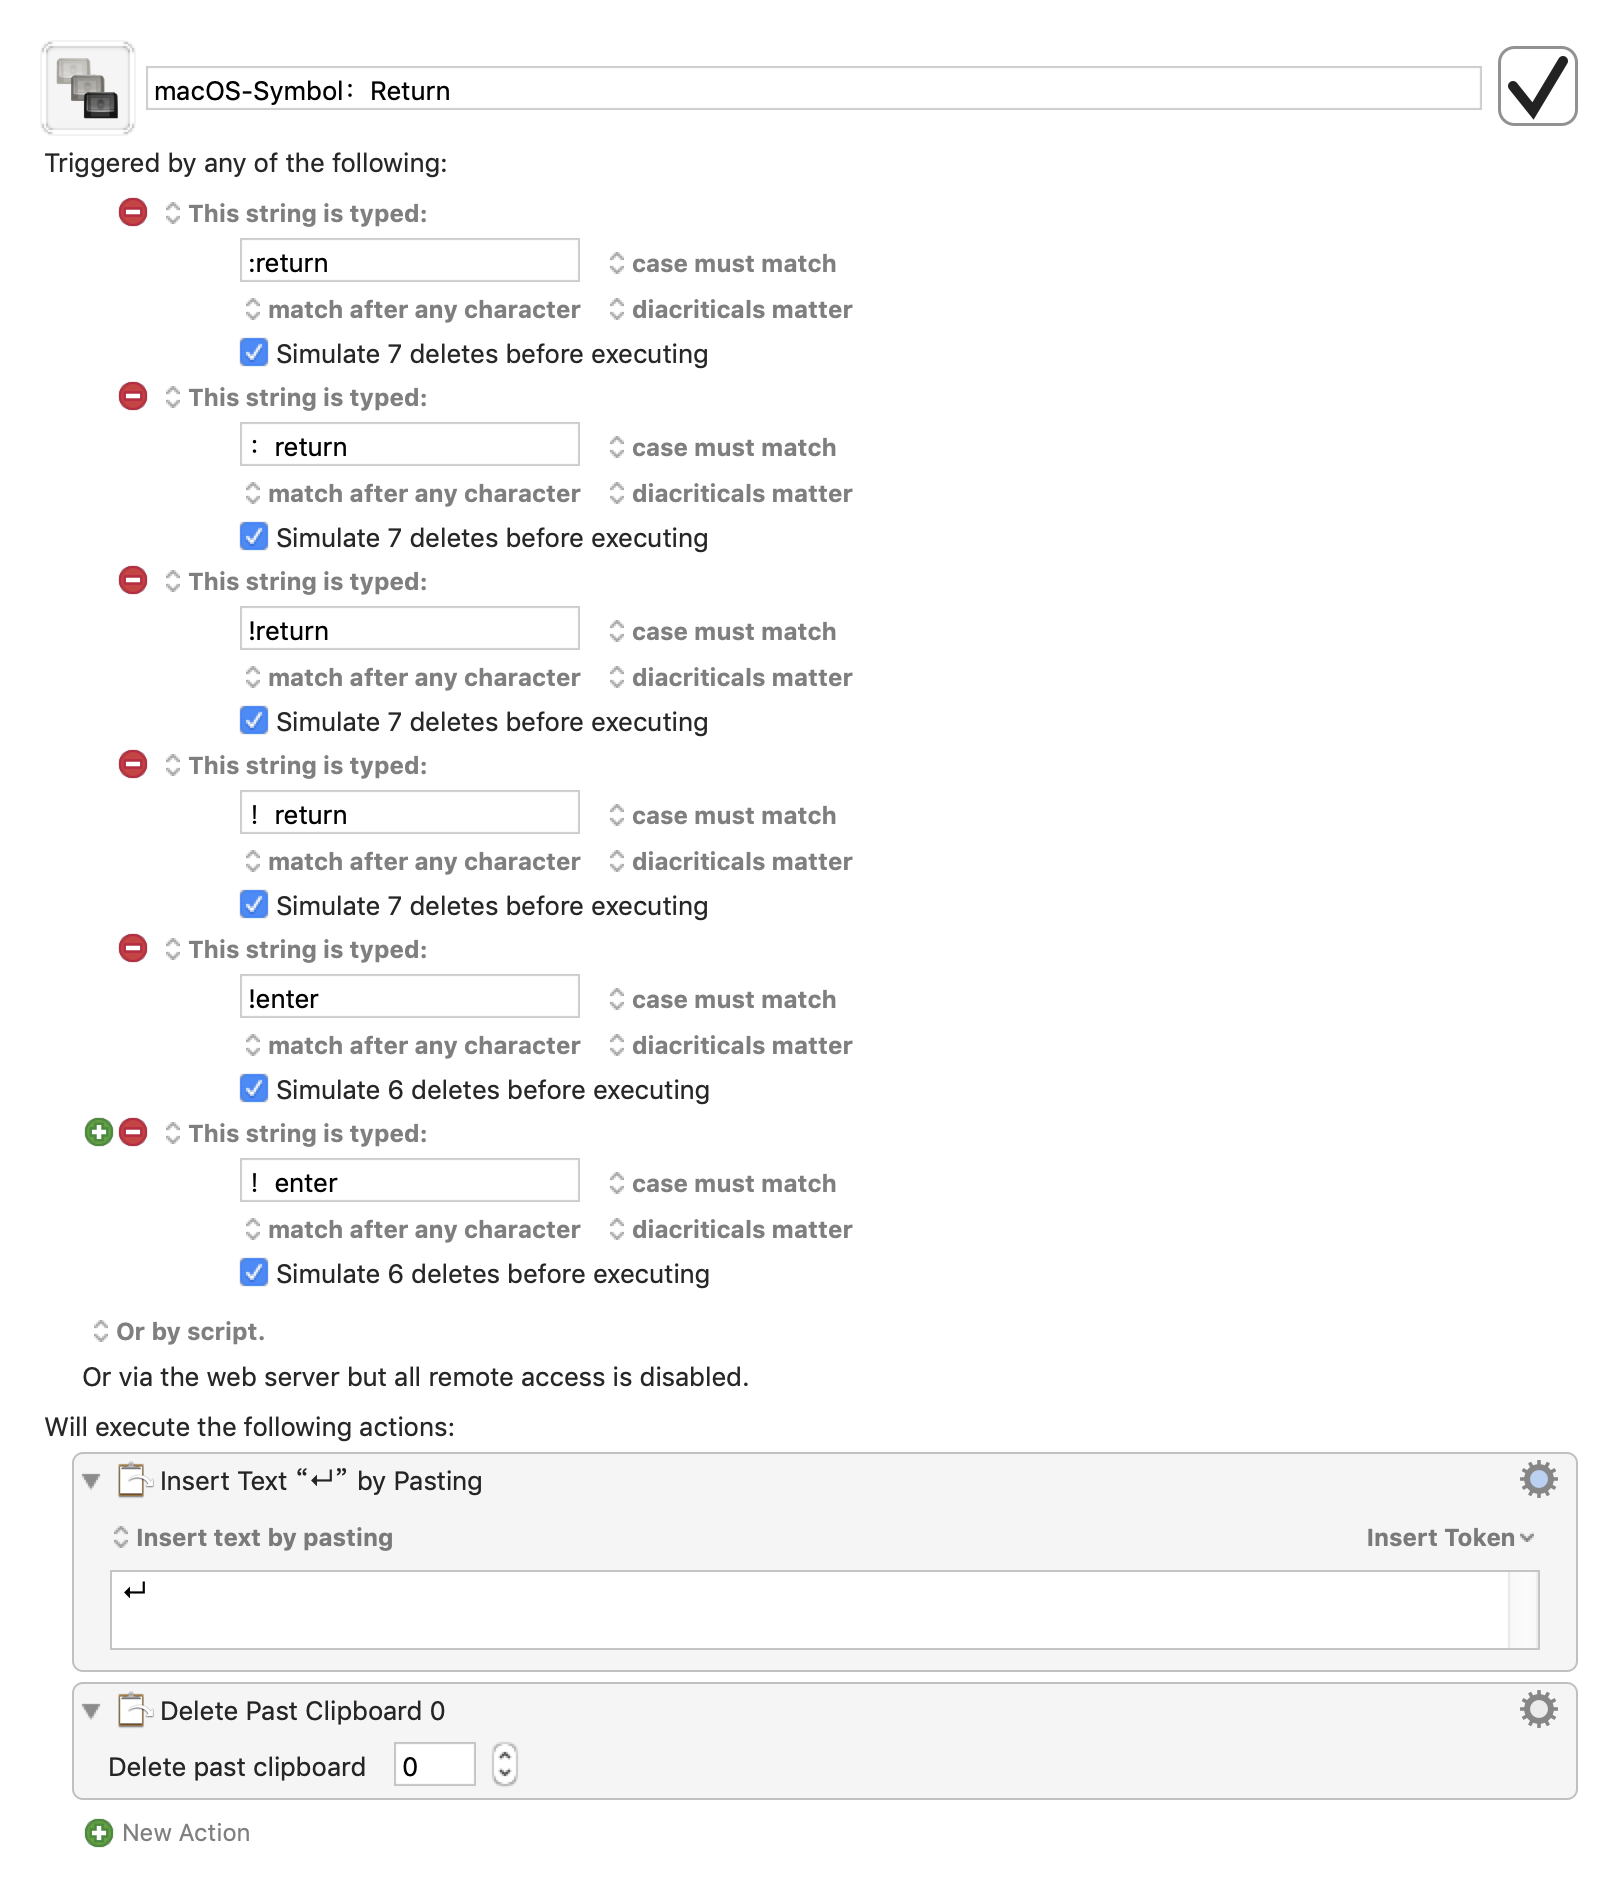 macOS-Symbol：Return
Triggered by any of the following:
This string is typed:
:return case must match
match after any character diacriticals matter
Simulate 7 deletes before executing
This string is typed:
：return case must match
match after any character diacriticals matter
Simulate 7 deletes before executing
This string is typed:
!return case must match
match after any character diacriticals matter
Simulate 7 deletes before executing
This string is typed:
！return case must match
match after any character diacriticals matter
Simulate 7 deletes before executing
This string is typed:
!enter case must match
match after any character diacriticals matter
Simulate 6 deletes before executing
This string is typed:
！enter case must match
match after any character diacriticals matter
Simulate 6 deletes before executing
Or by script.
Or via the web server but all remote access is disabled.
Will execute the following actions:
Insert Text “↵” by Pasting
Insert text by pasting Insert Token
↵
Delete Past Clipboard 0
Delete past clipboard 0
New Action